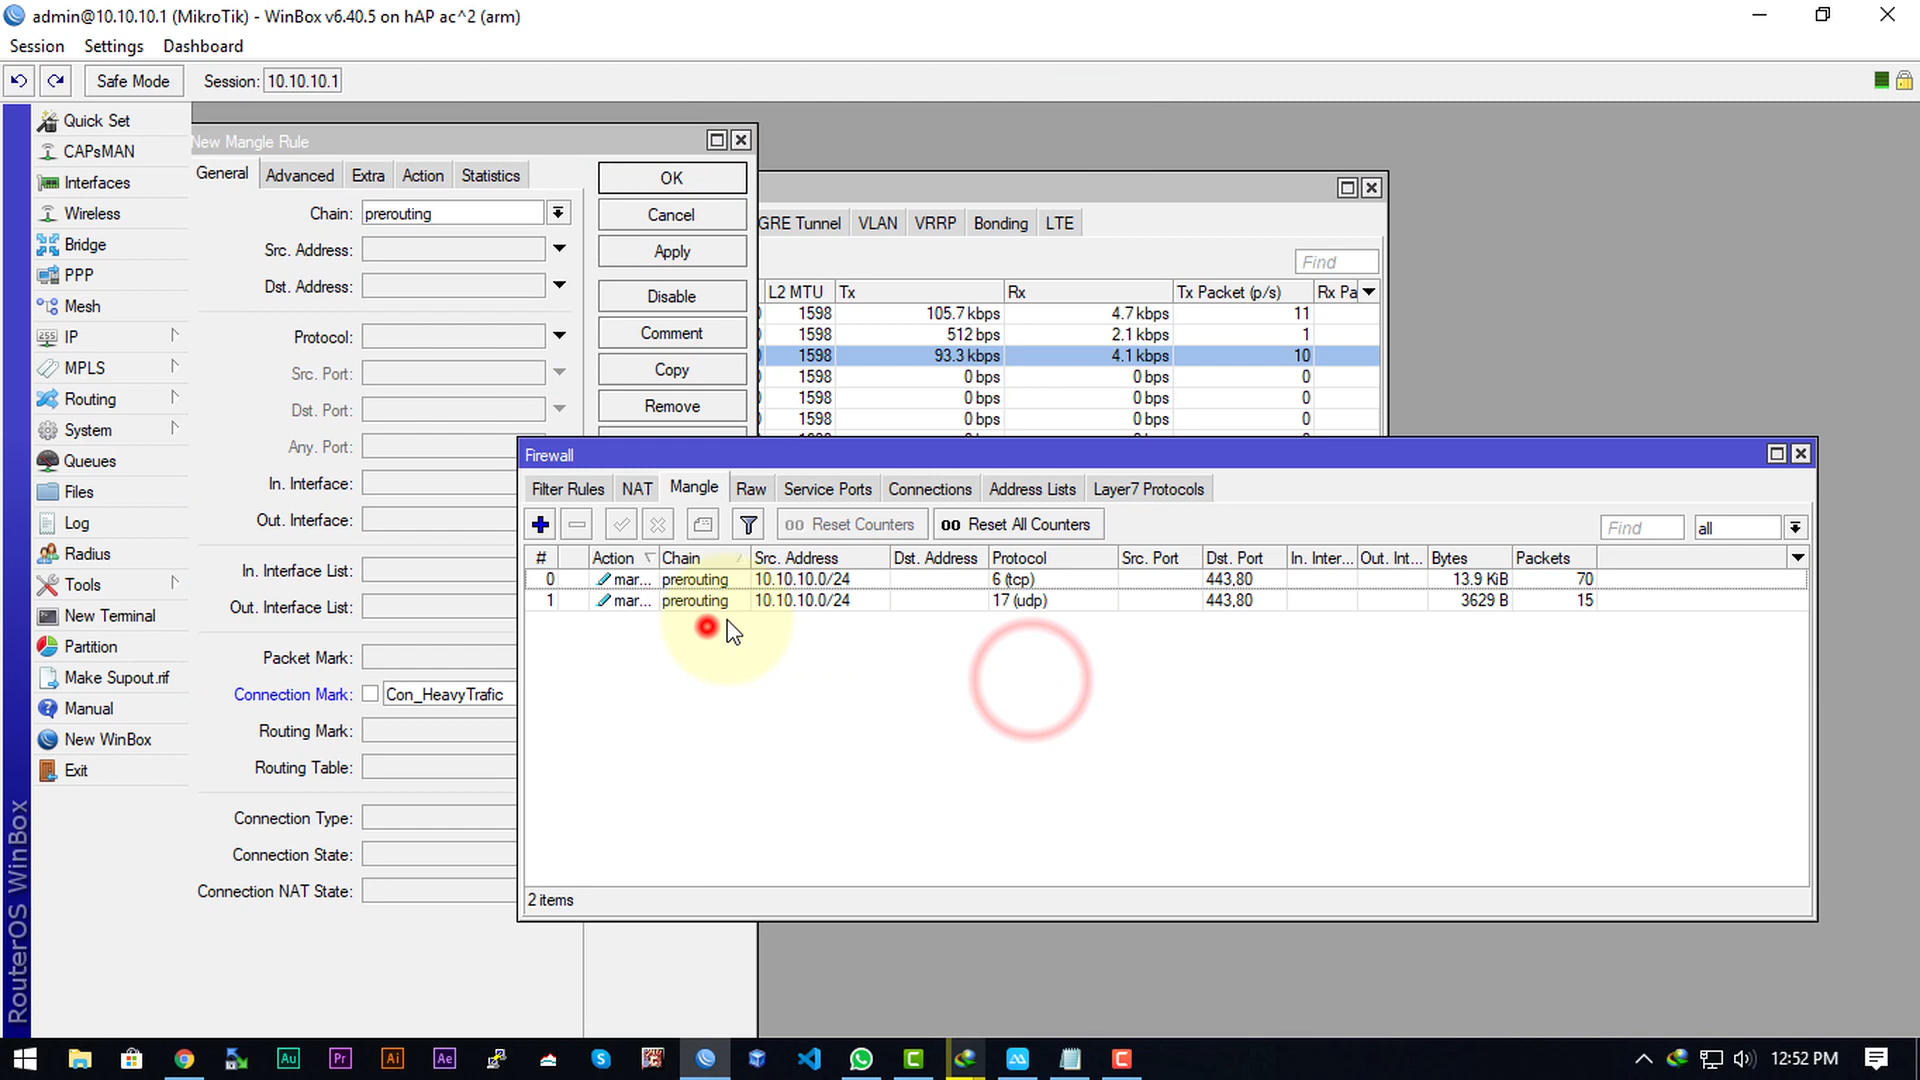 admin@10.10.10.1 (MikroTik) - WinBox v6.40.5 on hAP ac^2 (arm)
Session Settings Dashboard
Safe Mode Session: 10.10.10.1
Quick Set
CAPsMAN
Interfaces
Wireless
Bridge
PPP
Mesh
255 IP
MPLS
Routing
System
Queues
Files
Log
Radius
Tools
New Terminal
Partition
Make Supout.rif
Manual
New WinBox
Exit
RouterOS WinBox
New Mangle Rule
General Advanced Extra Action Statistics
Chain: prerouting
Src. Address:
Dst. Address:
Protocol:
Src. Port:
Dst. Port:
Any. Port:
In. Interface:
Out. Interface:
In. Interface List:
Out. Interface List:
Packet Mark:
Connection Mark: Con_HeavyTrafic
Routing Mark:
Routing Table:
Connection Type:
Connection State:
Connection NAT State:
OK
Cancel
Apply
Disable
Comment
Copy
Remove
GRE Tunnel VLAN VRRP Bonding LTE
Find
L2 MTU Tx Rx Tx Packet (p/s) Rx Pa
1598 105.7 kbps 4.7 kbps 11
1598 512 bps 2.1 kbps 1
1598 93.3 kbps 4.1 kbps 10
1598 0 bps 0 bps 0
1598 0 bps 0 bps 0
1598 0 bps 0 bps 0
Firewall
Filter Rules NAT Mangle Raw Service Ports Connections Address Lists Layer7 Protocols
00 Reset Counters 00 Reset All Counters Find all
# Action Chain Src. Address Dst. Address Protocol Src. Port Dst. Port In. Inter... Out. Int... Bytes Packets
0 mar... prerouting 10.10.10.0/24 6 (tcp) 443,80 13.9 KiB 70
1 mar... prerouting 10.10.10.0/24 17 (udp) 443,80 3629 B 15
2 items
Au Pr Ai Ae 12:52 PM